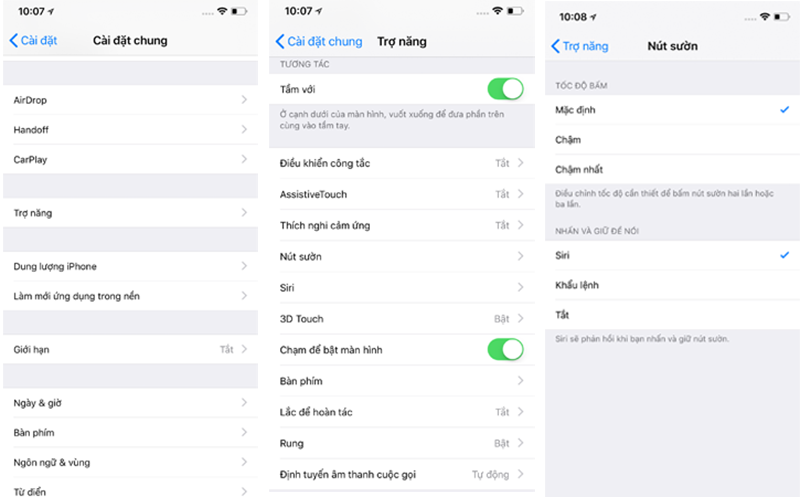 10:07
Cài đặt
Cài đặt chung
AirDrop
Handoff
CarPlay
Trợ năng
Dung lượng iPhone
Làm mới ứng dụng trong nền
Giới hạn
Tắt
Ngày & giờ
Bàn phím
Ngôn ngữ & vùng
Từ điển
10:07
Cài đặt chung
Trợ năng
TƯƠNG TÁC
Tầm với
Ở cạnh dưới của màn hình, vuốt xuống để đưa phần trên
cùng vào tầm tay.
Điều khiển công tắc
Tắt
AssistiveTouch
Tắt
Thích nghi cảm ứng
Tắt
Nút sườn
Siri
3D Touch
Bật
Chạm để bật màn hình
Bàn phím
Lắc để hoàn tác
Tắt
Rung
Bật
Định tuyến âm thanh cuộc gọi
Tự động
10:08
Trợ năng
Nút sườn
TỐC ĐỘ BẤM
Mặc định
Chậm
Chậm nhất
Điều chỉnh tốc độ cần thiết để bấm nút sườn hai lần hoặc
ba lần.
NHẤN VÀ GIỮ ĐỂ NÓI
Siri
Khẩu lệnh
Tắt
Siri sẽ phản hồi khi bạn nhấn và giữ nút sườn.